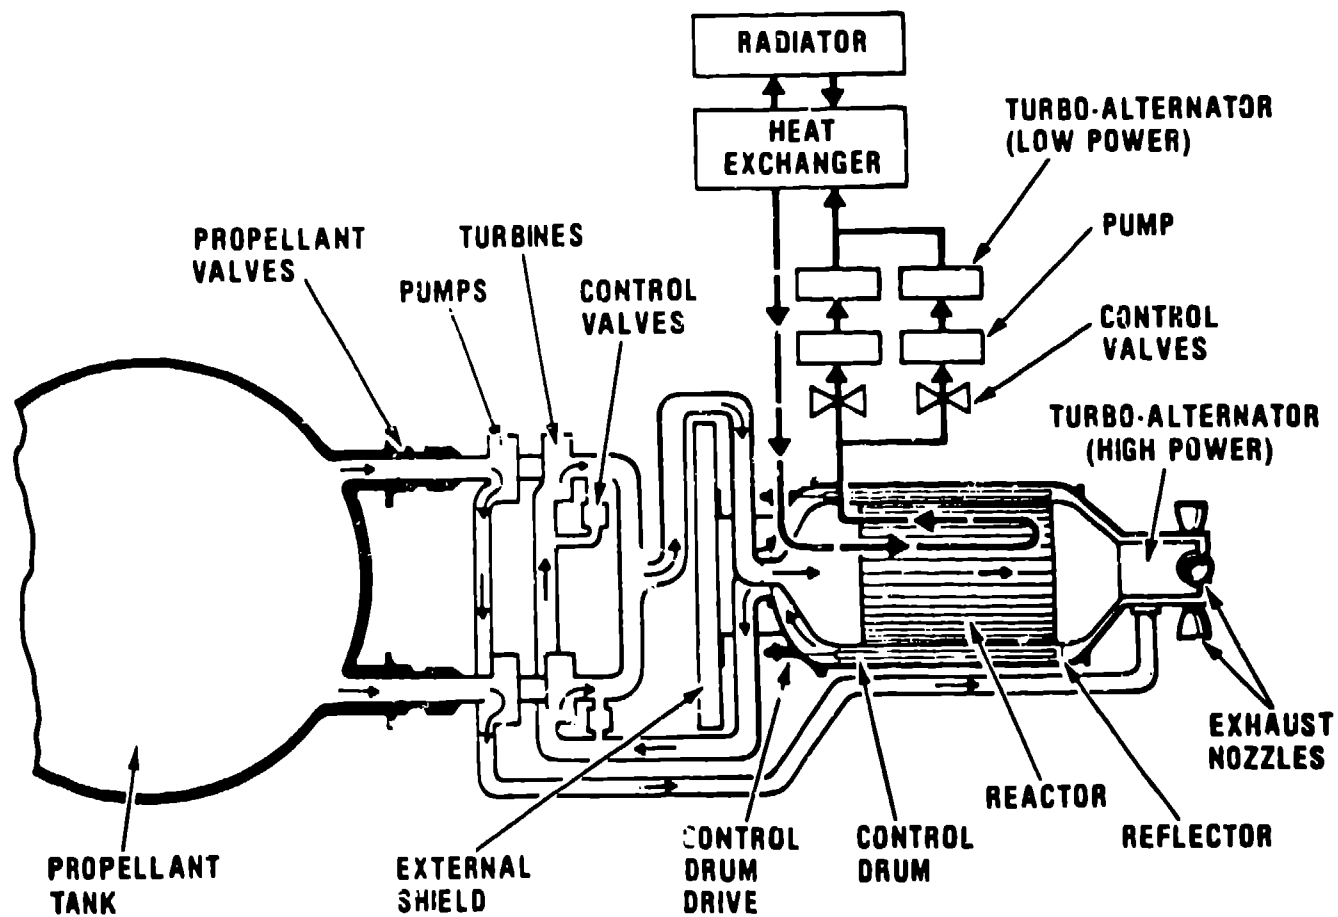 RADIATOR
HEAT
EXCHANGER
TURBO-ALTERNATOR
(LOW POWER)
PUMP
CONTROL
VALVES
PROPELLANT
VALVES
TURBINES
PUMPS
CONTROL
VALVES
TURBO-ALTERNATOR
(HIGH POWER)
EXHAUST
NOZZLES
REACTOR
REFLECTOR
CONTROL
DRUM
CONTROL
DRUM
DRIVE
EXTERNAL
SHIELD
PROPELLANT
TANK